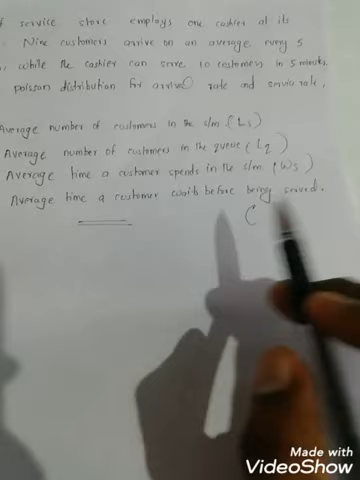 f service store employs one cashier at its
Nine customers arrive on an average every 5
while the cashier can serve 10 costomers in 5 minuts.
poisson distribution for arrival rate and service rate.
Average number of customers in the s/m (Ls)
Average number of customers in the queue (Lq)
Average time a customer spends in the s/m (Ws)
Average time a customer waits before being served.
(
Made with
VideoShow